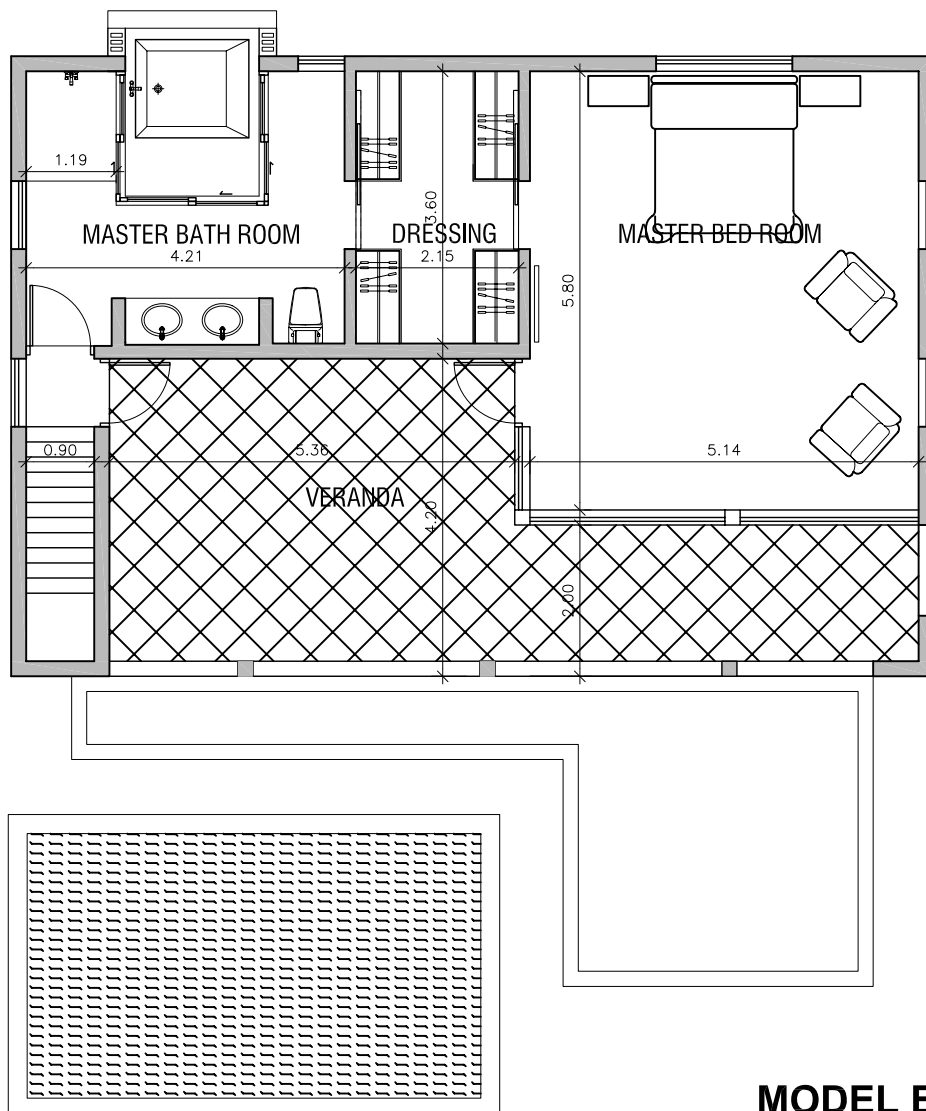 1.19
3.60
MASTER BATH ROOM
DRESSING
MASTER BED ROOM
4.21
2.15
5.80
0.90
5.36
5.14
VERANDA
4.20
2.00
MODEL E